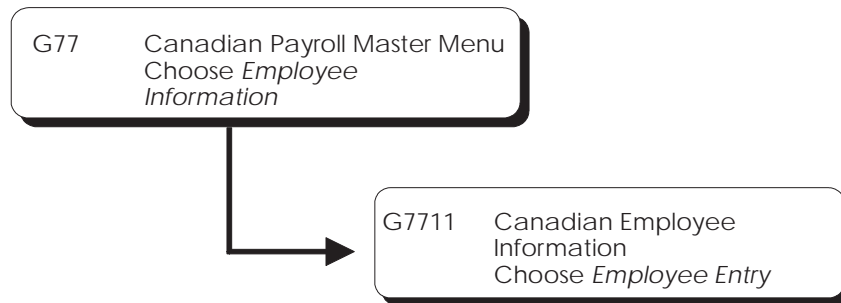 G77 Canadian Payroll Master Menu
Choose Employee
Information
G7711 Canadian Employee
Information
Choose Employee Entry